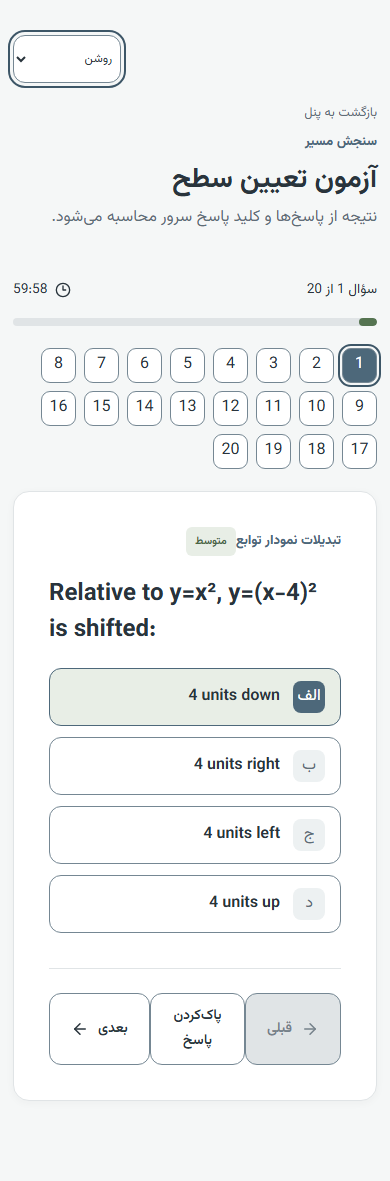 روشن
بازگشت به پنل
سنجش مسیر
آزمون تعیین سطح
نتیجه از پاسخ‌ها و کلید پاسخ سرور محاسبه می‌شود.
سؤال 1 از 20
59:58
1 2 3 4 5 6 7 8
9 10 11 12 13 14 15 16
17 18 19 20
تبدیلات نمودار توابع متوسط
Relative to y=x², y=(x−4)²
is shifted:
الف 4 units down
ب 4 units right
ج 4 units left
د 4 units up
قبلی
پاک‌کردن
پاسخ
بعدی